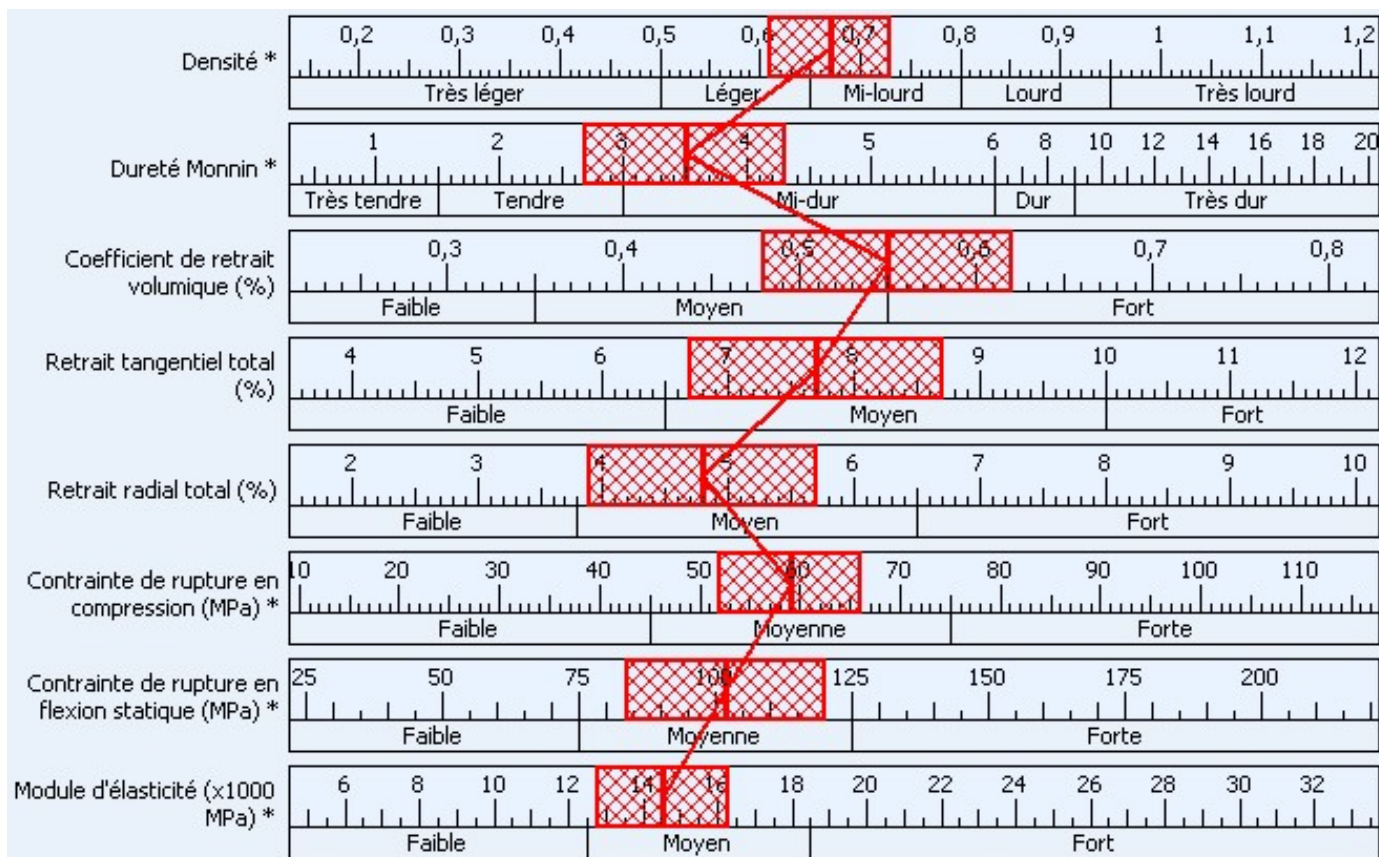 0,2 0,3 0,4 0,5 0,6 0,7 0,8 0,9 1 1,1 1,2
Densité *
Très léger Léger Mi-lourd Lourd Très lourd
1 2 3 4 5 6 8 10 12 14 16 18 20
Dureté Monnin *
Très tendre Tendre Mi-dur Dur Très dur
0,3 0,4 0,5 0,6 0,7 0,8
Coefficient de retrait
volumique (%)
Faible Moyen Fort
4 5 6 7 8 9 10 11 12
Retrait tangentiel total
(%)
Faible Moyen Fort
2 3 4 5 6 7 8 9 10
Retrait radial total (%)
Faible Moyen Fort
10 20 30 40 50 60 70 80 90 100 110
Contrainte de rupture en
compression (MPa) *
Faible Moyenne Forte
25 50 75 100 125 150 175 200
Contrainte de rupture en
flexion statique (MPa) *
Faible Moyenne Forte
6 8 10 12 14 16 18 20 22 24 26 28 30 32
Module d'élasticité (x1000
MPa) *
Faible Moyen Fort